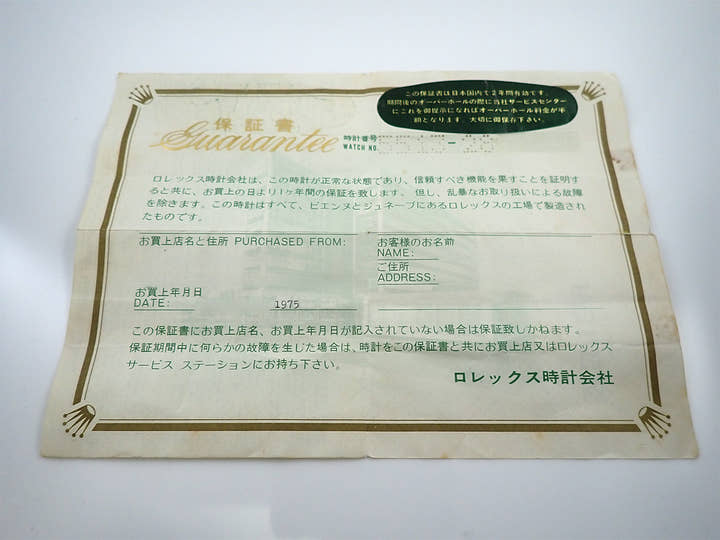 この保証書は日本国内で2年間有効です。
期間後のオーバーホールの際に当社サービスセンター
にこれを御提示になればオーバーホール料金が半
額となります。大切に御保存下さい。
保証書
Guarantee
時計番号
WATCH NO.
ロレックス時計会社は、この時計が正常な状態であり、信頼すべき機能を果すことを証明す
ると共に、お買上の日より1ヶ年間の保証を致します。但し、乱暴なお取り扱いによる故障
を除きます。この時計はすべて、ビエンヌとジュネーブにあるロレックスの工場で製造され
たものです。
お買上店名と住所 PURCHASED FROM:
お客様のお名前
NAME:
ご住所
ADDRESS:
お買上年月日
DATE: 1975
この保証書にお買上店名、お買上年月日が記入されていない場合は保証致しかねます。
保証期間中に何らかの故障を生じた場合は、時計をこの保証書と共にお買上店又はロレックス
サービス ステーションにお持ち下さい。
ロレックス時計会社